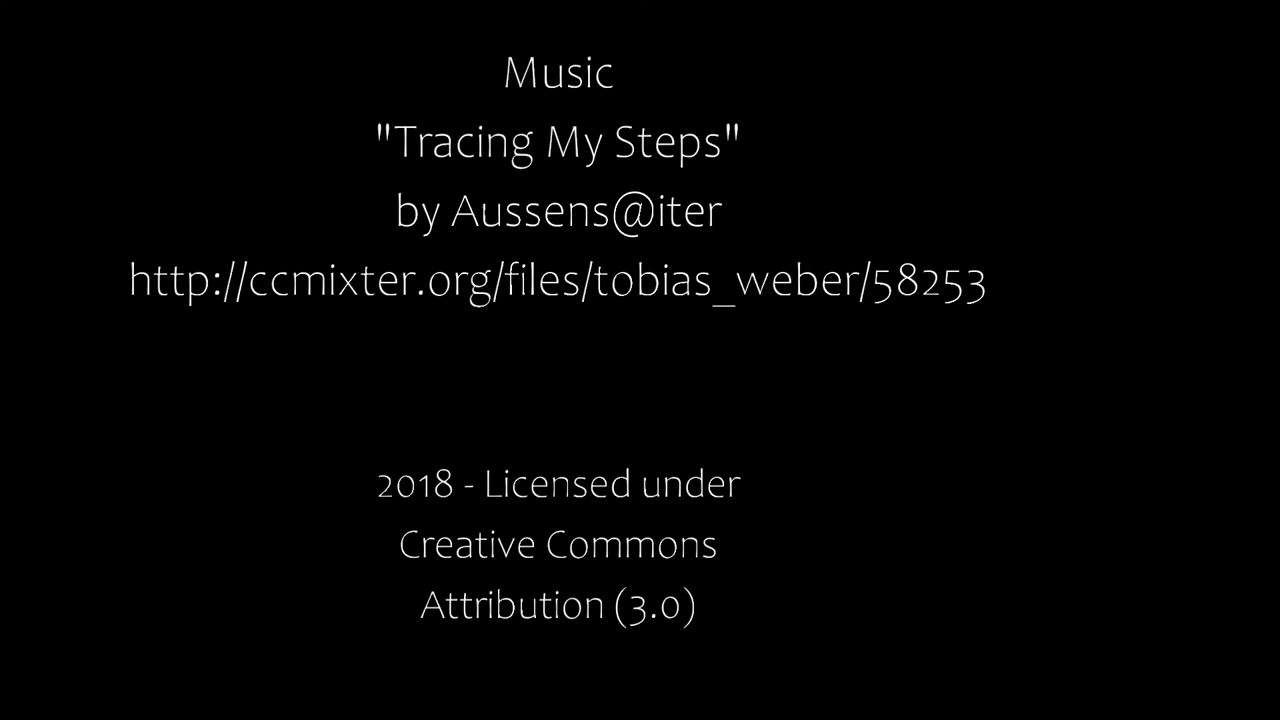 Music
"Tracing My Steps"
by Aussens@iter
http://ccmixter.org/files/tobias_weber/58253
2018 - Licensed under
Creative Commons
Attribution (3.0)